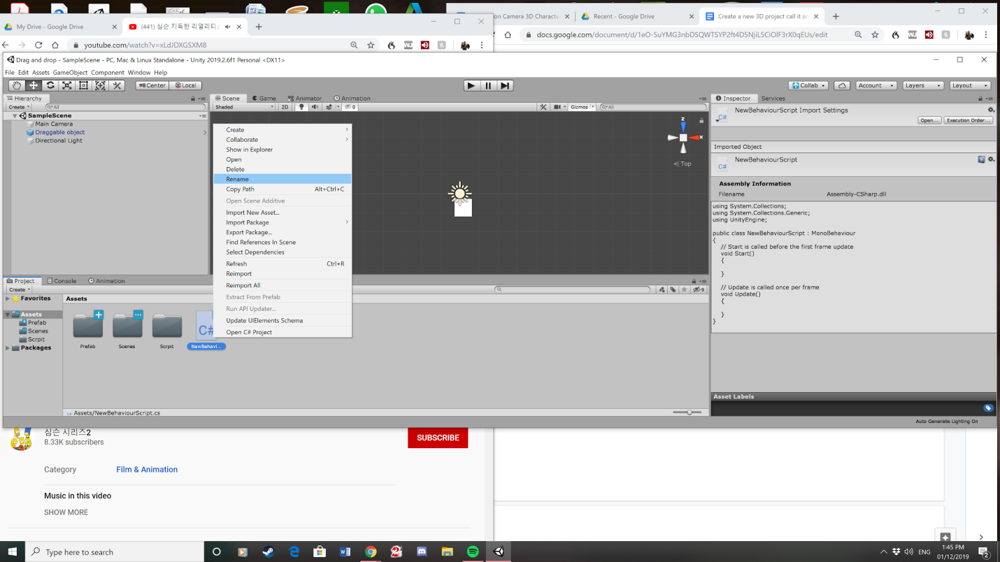 My Drive - Google Drive
(441) 심슨 지독한 리얼리티쇼
on Camera 3D Characte
Recent - Google Drive
Create a new 3D project call it an
youtube.com/watch?v=xLdJDXGSXM8
docs.google.com/document/d/1eO-5uYMG3nbDSQWTSYP2ft4D5NjiLSCiOlF3rX0qEUs/edit
Drag and drop - SampleScene - PC, Mac & Linux Standalone - Unity 2019.2.6f1 Personal <DX11>
File Edit Assets GameObject Component Window Help
Center Local
Collab Account Layers Layout
Hierarchy
Create All
SampleScene
Main Camera
Draggable object
Directional Light
Scene Game Animator Animation
Shaded 2D 0 Gizmos All
z
x
Top
Create
Collaborate
Show in Explorer
Open
Delete
Rename
Copy Path Alt+Ctrl+C
Open Scene Additive
Import New Asset...
Import Package
Export Package...
Find References In Scene
Select Dependencies
Refresh Ctrl+R
Reimport
Reimport All
Extract From Prefab
Run API Updater...
Update UIElements Schema
Open C# Project
Inspector Services
NewBehaviourScript Import Settings
C#
Open... Execution Order...
Imported Object
NewBehaviourScript
C#
Assembly Information
Filename Assembly-CSharp.dll
using System.Collections;
using System.Collections.Generic;
using UnityEngine;
public class NewBehaviourScript : MonoBehaviour
{
// Start is called before the first frame update
void Start()
{
}
// Update is called once per frame
void Update()
{
}
}
Asset Labels
Auto Generate Lighting On
Project Console Animation
Create
9
Favorites
Assets
Prefab
Scenes
Scrpit
Packages
Assets
C#
Prefab Scenes Scrpit NewBehavi...
Assets/NewBehaviourScript.cs
심슨 시리즈2
8.33K subscribers
SUBSCRIBE
Category Film & Animation
Music in this video
SHOW MORE
Type here to search
ENG
1:45 PM
01/12/2019
2